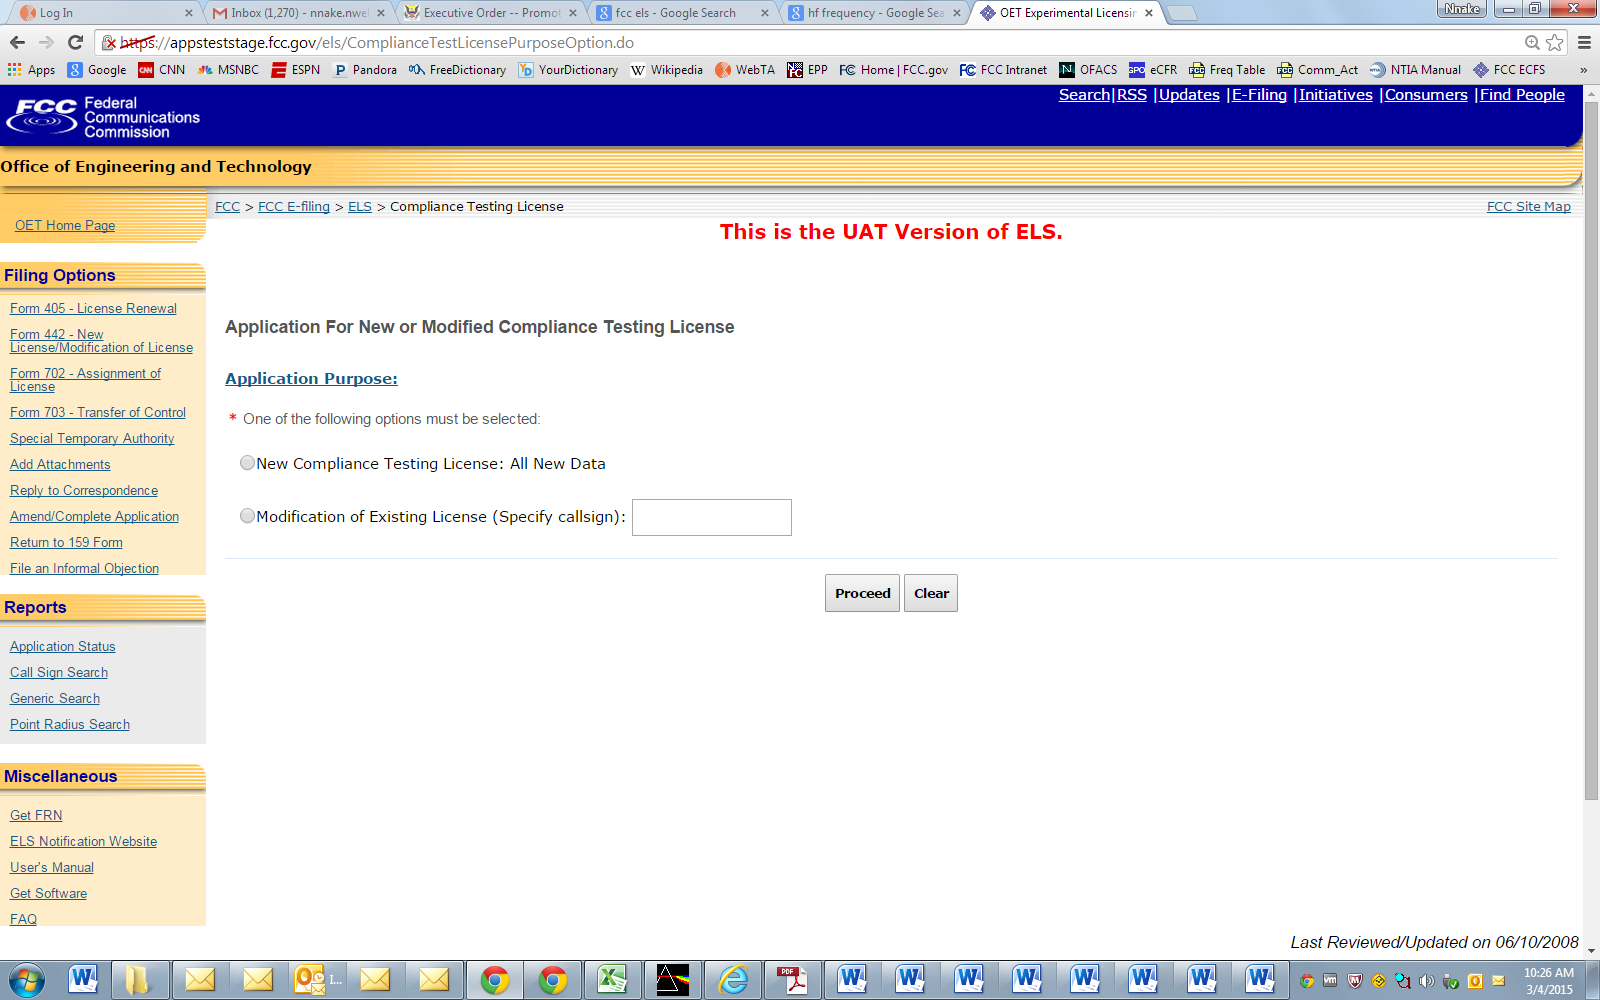 Log In
Inbox (1,270) - nnake.nwel
Executive Order -- Promot
fcc els - Google Search
hf frequency - Google Sea
OET Experimental Licensin
Nnake
https://appsteststage.fcc.gov/els/ComplianceTestLicensePurposeOption.do
Apps Google CNN MSNBC ESPN Pandora FreeDictionary YourDictionary Wikipedia WebTA EPP Home | FCC.gov FCC Intranet OFACS eCFR Freq Table Comm_Act NTIA Manual FCC ECFS »
FCC Federal
Communications
Commission
Search|RSS |Updates |E-Filing |Initiatives |Consumers |Find People
Office of Engineering and Technology
FCC > FCC E-filing > ELS > Compliance Testing License
FCC Site Map
This is the UAT Version of ELS.
OET Home Page
Filing Options
Form 405 - License Renewal
Form 442 - New
License/Modification of License
Form 702 - Assignment of
License
Form 703 - Transfer of Control
Special Temporary Authority
Add Attachments
Reply to Correspondence
Amend/Complete Application
Return to 159 Form
File an Informal Objection
Reports
Application Status
Call Sign Search
Generic Search
Point Radius Search
Miscellaneous
Get FRN
ELS Notification Website
User's Manual
Get Software
FAQ
Application For New or Modified Compliance Testing License
Application Purpose:
* One of the following options must be selected:
New Compliance Testing License: All New Data
Modification of Existing License (Specify callsign):
Proceed
Clear
Last Reviewed/Updated on 06/10/2008
I...
10:26 AM
3/4/2015